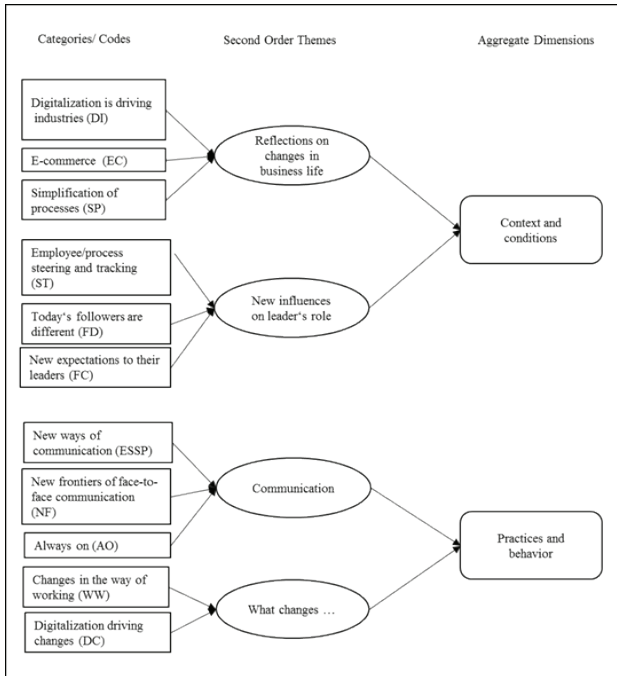 Categories/ Codes
Second Order Themes
Aggregate Dimensions
Digitalization is driving
industries (DI)
E-commerce (EC)
Simplification of
processes (SP)
Reflections on
changes in
business life
Employee/process
steering and tracking
(ST)
Today‘s followers are
different (FD)
New expectations to their
leaders (FC)
New influences
on leader‘s role
Context and
conditions
New ways of
communication (ESSP)
New frontiers of face-to-
face communication
(NF)
Always on (AO)
Communication
Changes in the way of
working (WW)
Digitalization driving
changes (DC)
What changes …
Practices and
behavior